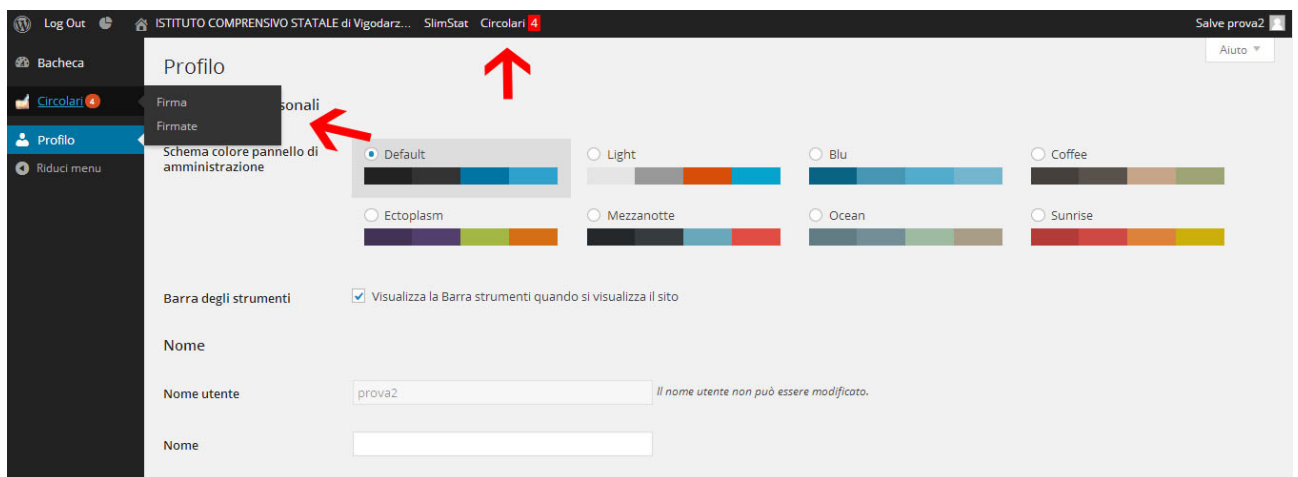 Log Out ISTITUTO COMPRENSIVO STATALE di Vigodarz... SlimStat Circolari 4 Salve prova2
Aiuto
Bacheca
Profilo
Circolari 4
Firma
sonali
Firmate
Profilo
Schema colore pannello di
amministrazione
Default Light Blu Coffee
Riduci menu
Ectoplasm Mezzanotte Ocean Sunrise
Barra degli strumenti Visualizza la Barra strumenti quando si visualizza il sito
Nome
Nome utente prova2 Il nome utente non può essere modificato.
Nome